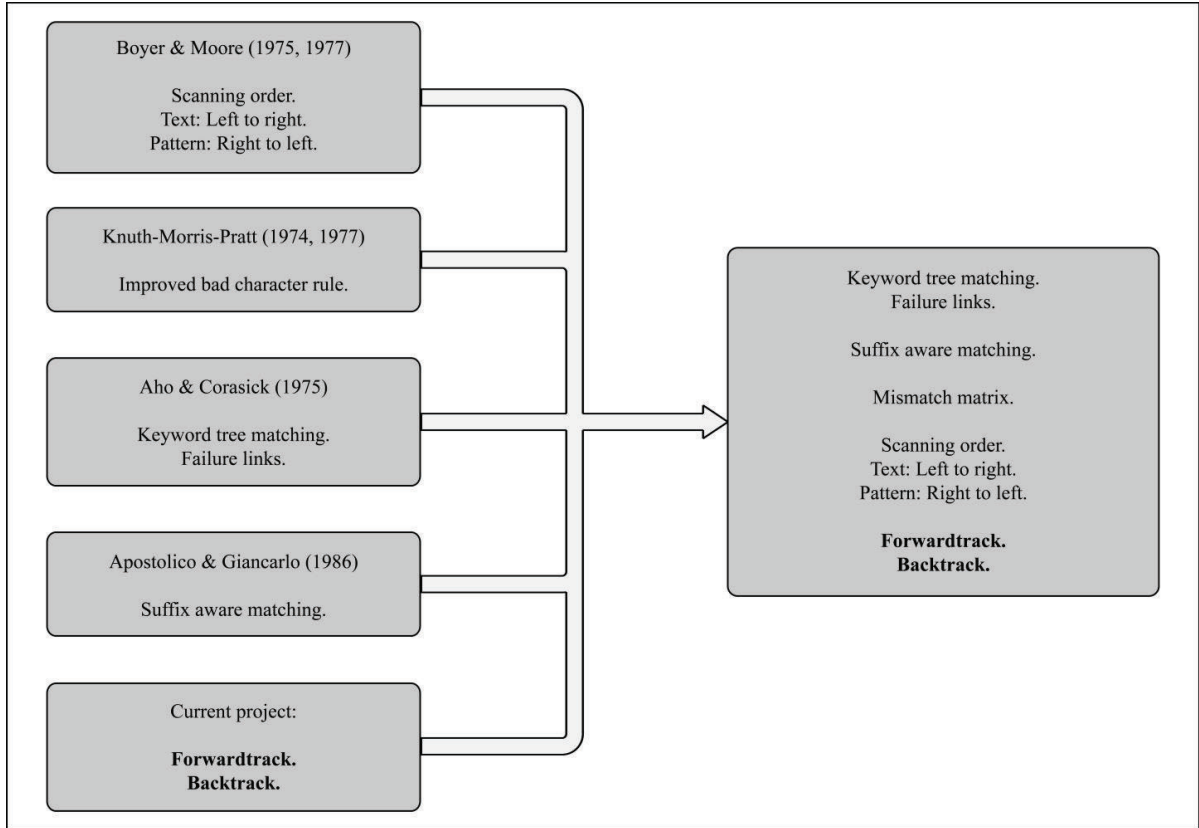 Boyer & Moore (1975, 1977)
Scanning order.
Text: Left to right.
Pattern: Right to left.
Knuth-Morris-Pratt (1974, 1977)
Improved bad character rule.
Aho & Corasick (1975)
Keyword tree matching.
Failure links.
Apostolico & Giancarlo (1986)
Suffix aware matching.
Current project:
Forwardtrack.
Backtrack.
Keyword tree matching.
Failure links.
Suffix aware matching.
Mismatch matrix.
Scanning order.
Text: Left to right.
Pattern: Right to left.
Forwardtrack.
Backtrack.